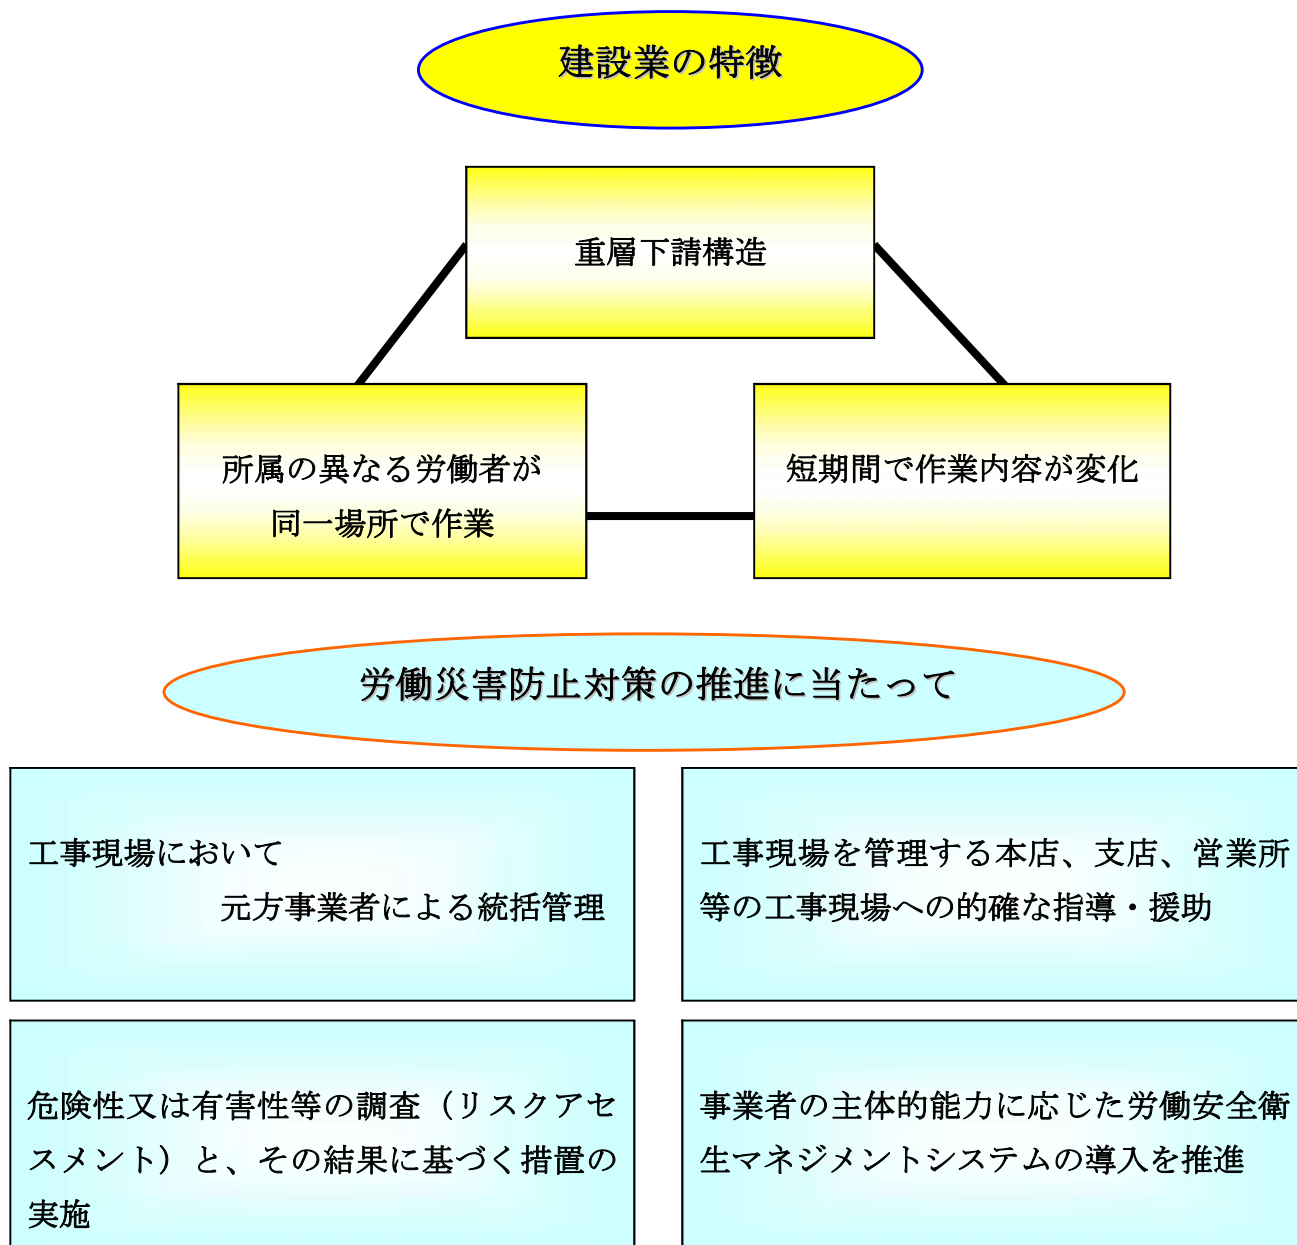 建設業の特徴
重層下請構造
所属の異なる労働者が
同一場所で作業
短期間で作業内容が変化
労働災害防止対策の推進に当たって
工事現場において
元方事業者による統括管理
工事現場を管理する本店、支店、営業所
等の工事現場への的確な指導・援助
危険性又は有害性等の調査（リスクアセ
スメント）と、その結果に基づく措置の
実施
事業者の主体的能力に応じた労働安全衛
生マネジメントシステムの導入を推進